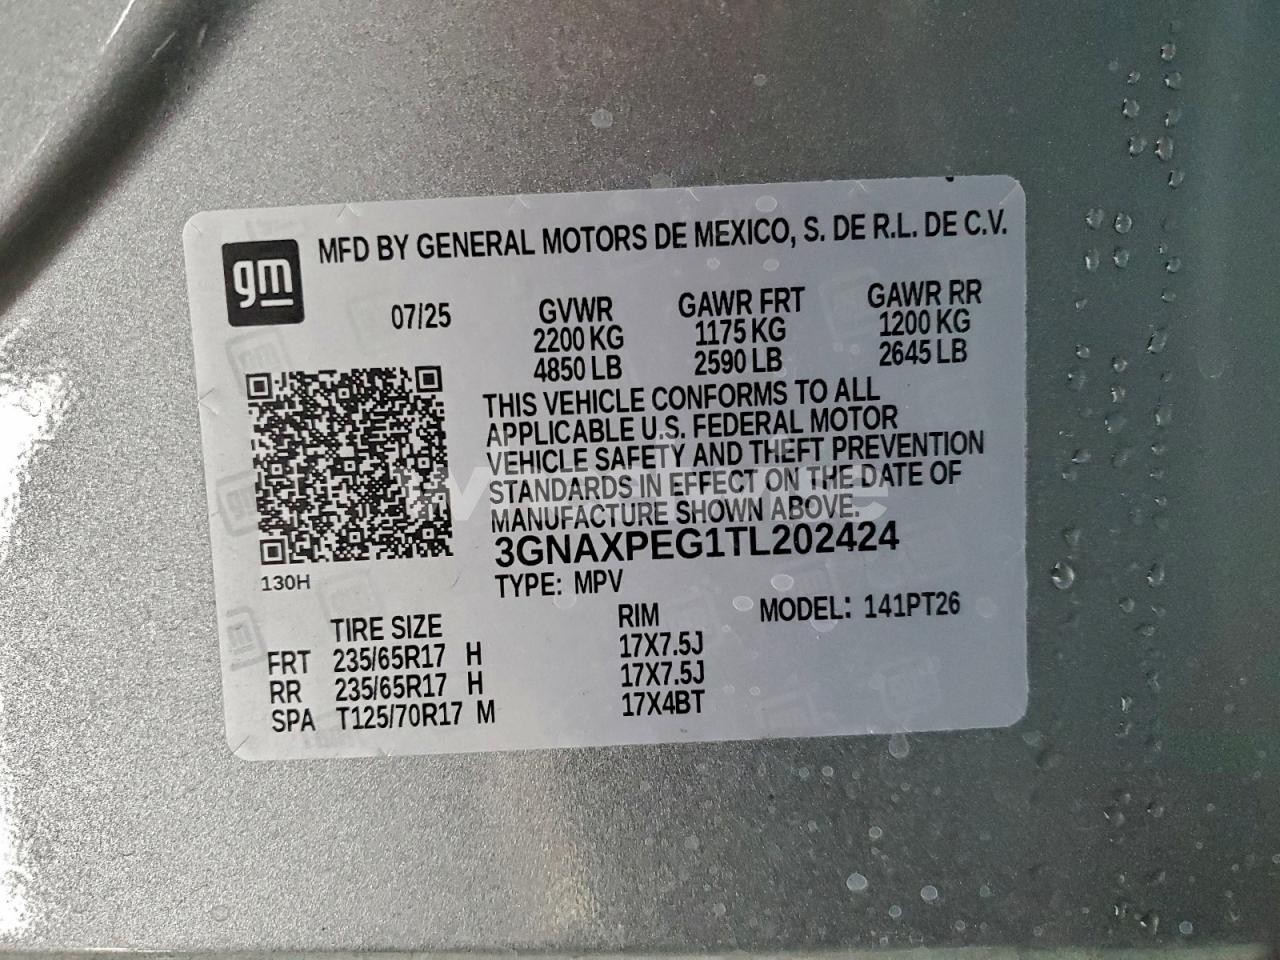 gm
MFD BY GENERAL MOTORS DE MEXICO, S. DE R.L. DE C.V.
07/25 GVWR GAWR FRT GAWR RR
2200 KG 1175 KG 1200 KG
4850 LB 2590 LB 2645 LB
THIS VEHICLE CONFORMS TO ALL
APPLICABLE U.S. FEDERAL MOTOR
VEHICLE SAFETY AND THEFT PREVENTION
STANDARDS IN EFFECT ON THE DATE OF
MANUFACTURE SHOWN ABOVE.
3GNAXPEG1TL202424
130H
TYPE: MPV
TIRE SIZE RIM MODEL: 141PT26
FRT 235/65R17 H 17X7.5J
RR 235/65R17 H 17X7.5J
SPA T125/70R17 M 17X4BT